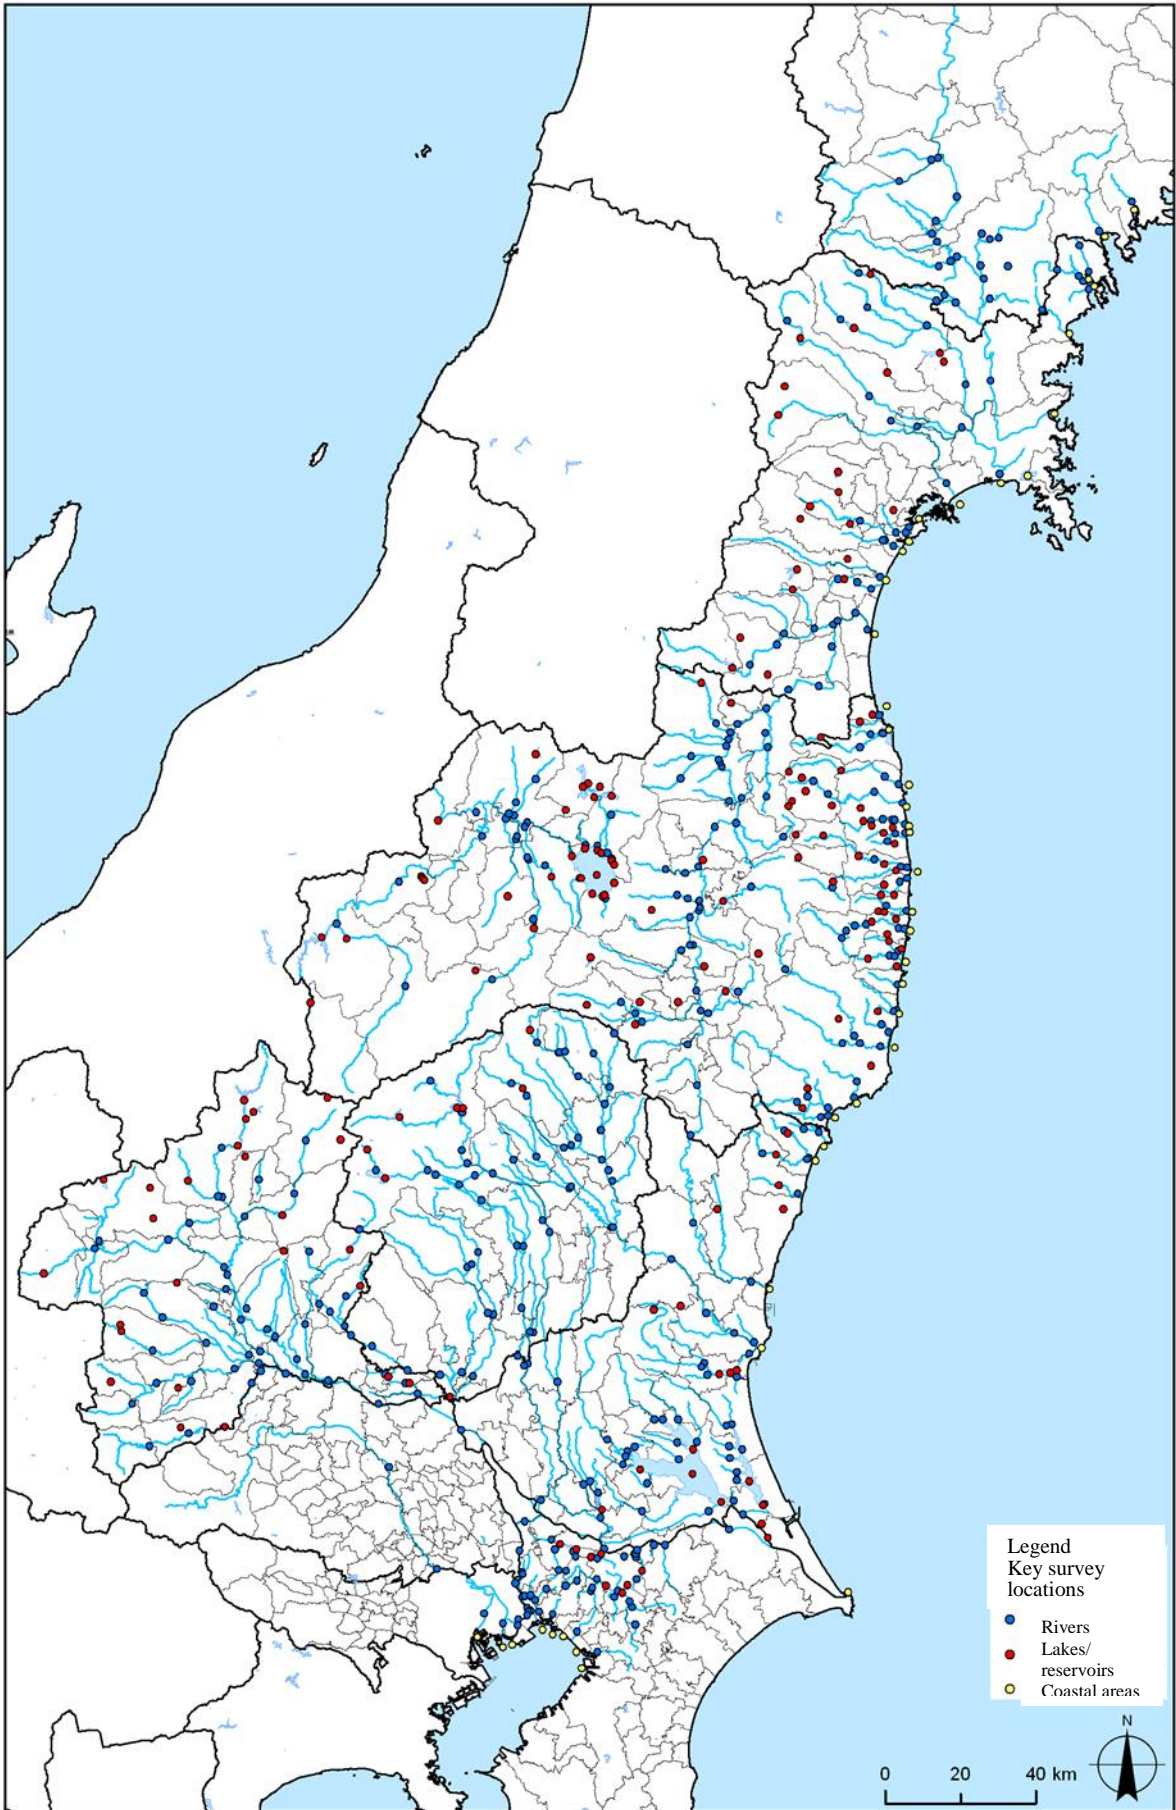 Legend
Key survey
locations
Rivers
Lakes/
reservoirs
Coastal areas
N
0 20 40 km